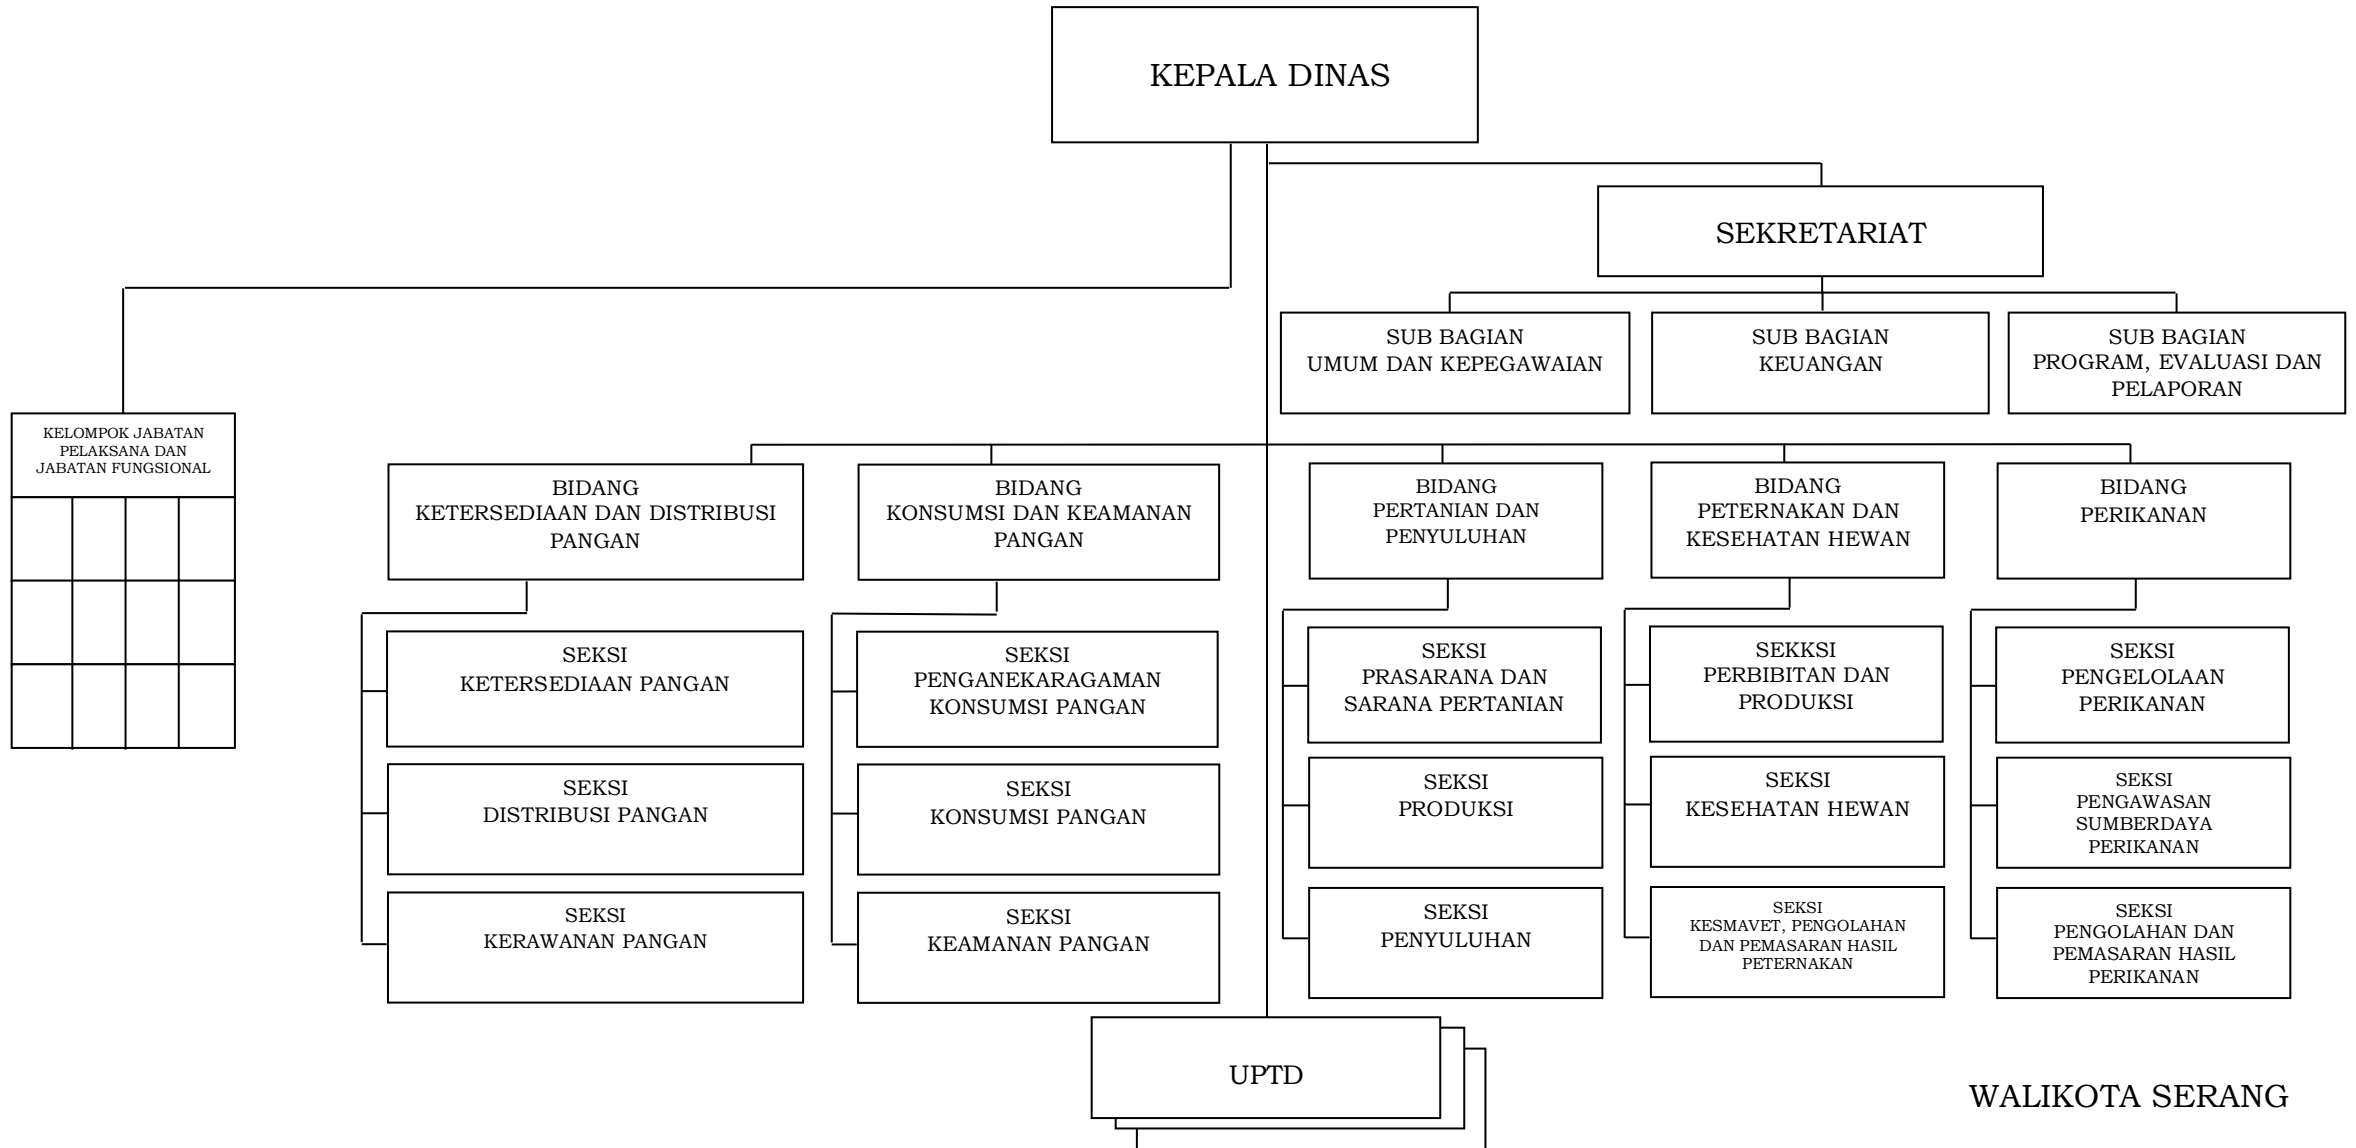 KEPALA DINAS
SEKRETARIAT
SUB BAGIAN
UMUM DAN KEPEGAWAIAN
SUB BAGIAN
KEUANGAN
SUB BAGIAN
PROGRAM, EVALUASI DAN
PELAPORAN
KELOMPOK JABATAN
PELAKSANA DAN
JABATAN FUNGSIONAL
BIDANG
KETERSEDIAAN DAN DISTRIBUSI
PANGAN
BIDANG
KONSUMSI DAN KEAMANAN
PANGAN
BIDANG
PERTANIAN DAN
PENYULUHAN
BIDANG
PETERNAKAN DAN
KESEHATAN HEWAN
BIDANG
PERIKANAN
SEKSI
KETERSEDIAAN PANGAN
SEKSI
PENGANEKARAGAMAN
KONSUMSI PANGAN
SEKSI
PRASARANA DAN
SARANA PERTANIAN
SEKKSI
PERBIBITAN DAN
PRODUKSI
SEKSI
PENGELOLAAN
PERIKANAN
SEKSI
DISTRIBUSI PANGAN
SEKSI
KONSUMSI PANGAN
SEKSI
PRODUKSI
SEKSI
KESEHATAN HEWAN
SEKSI
PENGAWASAN
SUMBERDAYA
PERIKANAN
SEKSI
KERAWANAN PANGAN
SEKSI
KEAMANAN PANGAN
SEKSI
PENYULUHAN
SEKSI
KESMAVET, PENGOLAHAN
DAN PEMASARAN HASIL
PETERNAKAN
SEKSI
PENGOLAHAN DAN
PEMASARAN HASIL
PERIKANAN
UPTD
WALIKOTA SERANG